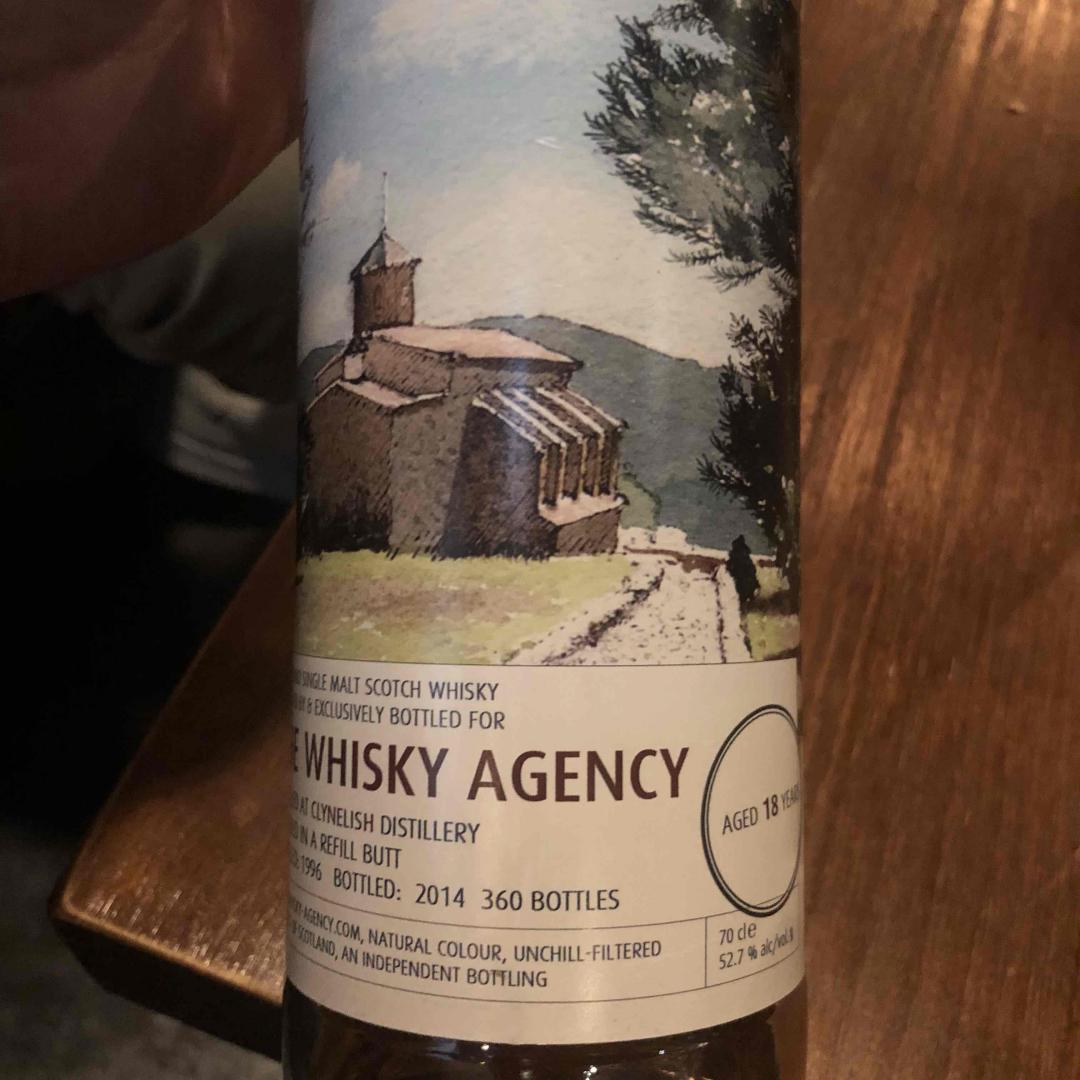 SINGLE MALT SCOTCH WHISKY
& EXCLUSIVELY BOTTLED FOR
WHISKY AGENCY
AT CLYNELISH DISTILLERY
IN A REFILL BUTT
1996 BOTTLED: 2014 360 BOTTLES
AGED 18
-AGENCY.COM, NATURAL COLOUR, UNCHILL-FILTERED
SCOTLAND, AN INDEPENDENT BOTTLING
70 cl e
52.7 % alc/vol.